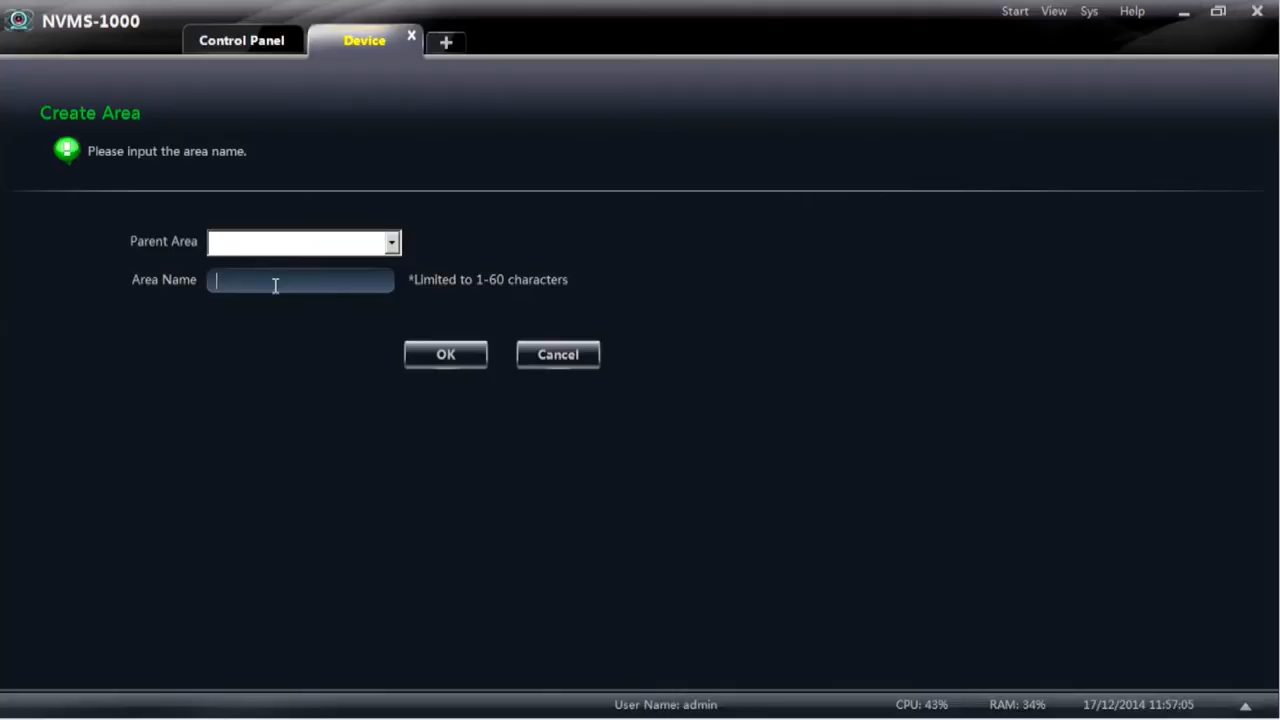 NVMS-1000
Start View Sys Help
Control Panel
Device
Create Area
Please input the area name.
Parent Area
Area Name *Limited to 1-60 characters
OK Cancel
User Name: admin CPU: 43% RAM: 34% 17/12/2014 11:57:05